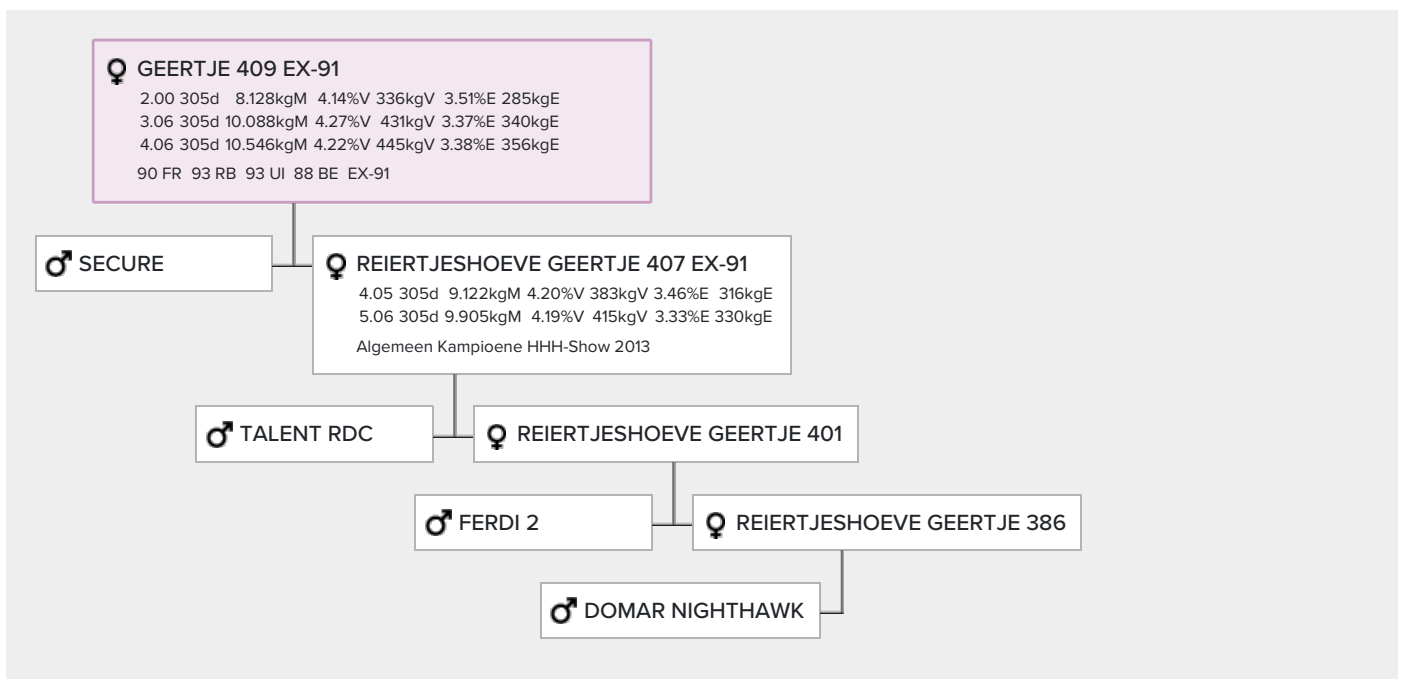 GEERTJE 409 EX-91
2.00 305d 8.128kgM 4.14%V 336kgV 3.51%E 285kgE
3.06 305d 10.088kgM 4.27%V 431kgV 3.37%E 340kgE
4.06 305d 10.546kgM 4.22%V 445kgV 3.38%E 356kgE
90 FR 93 RB 93 UI 88 BE EX-91
SECURE
REIERTJESHOEVE GEERTJE 407 EX-91
4.05 305d 9.122kgM 4.20%V 383kgV 3.46%E 316kgE
5.06 305d 9.905kgM 4.19%V 415kgV 3.33%E 330kgE
Algemeen Kampioene HHH-Show 2013
TALENT RDC
REIERTJESHOEVE GEERTJE 401
FERDI 2
REIERTJESHOEVE GEERTJE 386
DOMAR NIGHTHAWK